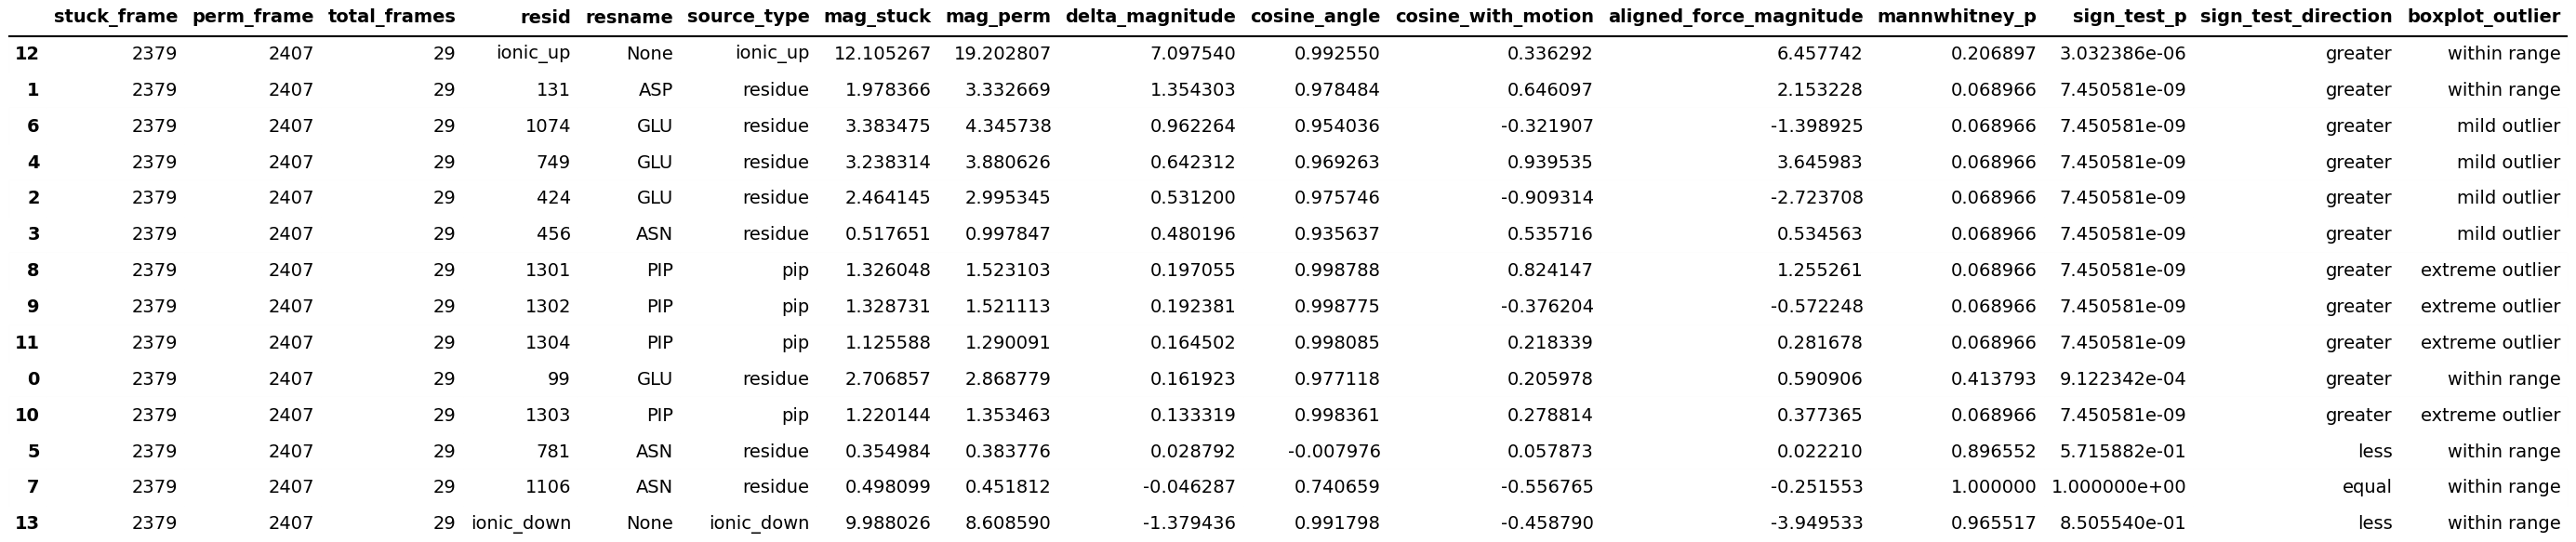 stuck_frame perm_frame total_frames resid resname source_type mag_stuck mag_perm delta_magnitude cosine_angle cosine_with_motion aligned_force_magnitude mannwhitney_p sign_test_p sign_test_direction boxplot_outlier
12 2379 2407 29 ionic_up None ionic_up 12.105267 19.202807 7.097540 0.992550 0.336292 6.457742 0.206897 3.032386e-06 greater within range
1 2379 2407 29 131 ASP residue 1.978366 3.332669 1.354303 0.978484 0.646097 2.153228 0.068966 7.450581e-09 greater within range
6 2379 2407 29 1074 GLU residue 3.383475 4.345738 0.962264 0.954036 -0.321907 -1.398925 0.068966 7.450581e-09 greater mild outlier
4 2379 2407 29 749 GLU residue 3.238314 3.880626 0.642312 0.969263 0.939535 3.645983 0.068966 7.450581e-09 greater mild outlier
2 2379 2407 29 424 GLU residue 2.464145 2.995345 0.531200 0.975746 -0.909314 -2.723708 0.068966 7.450581e-09 greater mild outlier
3 2379 2407 29 456 ASN residue 0.517651 0.997847 0.480196 0.935637 0.535716 0.534563 0.068966 7.450581e-09 greater mild outlier
8 2379 2407 29 1301 PIP pip 1.326048 1.523103 0.197055 0.998788 0.824147 1.255261 0.068966 7.450581e-09 greater extreme outlier
9 2379 2407 29 1302 PIP pip 1.328731 1.521113 0.192381 0.998775 -0.376204 -0.572248 0.068966 7.450581e-09 greater extreme outlier
11 2379 2407 29 1304 PIP pip 1.125588 1.290091 0.164502 0.998085 0.218339 0.281678 0.068966 7.450581e-09 greater extreme outlier
0 2379 2407 29 99 GLU residue 2.706857 2.868779 0.161923 0.977118 0.205978 0.590906 0.413793 9.122342e-04 greater within range
10 2379 2407 29 1303 PIP pip 1.220144 1.353463 0.133319 0.998361 0.278814 0.377365 0.068966 7.450581e-09 greater extreme outlier
5 2379 2407 29 781 ASN residue 0.354984 0.383776 0.028792 -0.007976 0.057873 0.022210 0.896552 5.715882e-01 less within range
7 2379 2407 29 1106 ASN residue 0.498099 0.451812 -0.046287 0.740659 -0.556765 -0.251553 1.000000 1.000000e+00 equal within range
13 2379 2407 29 ionic_down None ionic_down 9.988026 8.608590 -1.379436 0.991798 -0.458790 -3.949533 0.965517 8.505540e-01 less within range